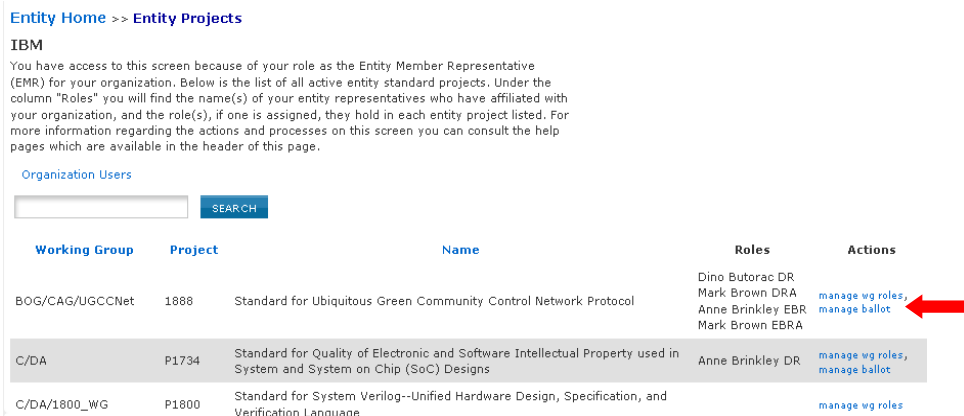 Entity Home >> Entity Projects
IBM
You have access to this screen because of your role as the Entity Member Representative
(EMR) for your organization. Below is the list of all active entity standard projects. Under the
column "Roles" you will find the name(s) of your entity representatives who have affiliated with
your organization, and the role(s), if one is assigned, they hold in each entity project listed. For
more information regarding the actions and processes on this screen you can consult the help
pages which are available in the header of this page.
Organization Users
SEARCH
Working Group Project Name Roles Actions
Dino Butorac DR
Mark Brown DRA manage wg roles,
BOG/CAG/UGCCNet 1888 Standard for Ubiquitous Green Community Control Network Protocol
Anne Brinkley EBR manage ballot
Mark Brown EBRA
Standard for Quality of Electronic and Software Intellectual Property used in manage wg roles,
C/DA P1734 Anne Brinkley DR
System and System on Chip (SoC) Designs manage ballot
Standard for System Verilog--Unified Hardware Design, Specification, and
C/DA/1800_WG P1800 manage wg roles
Verification Language